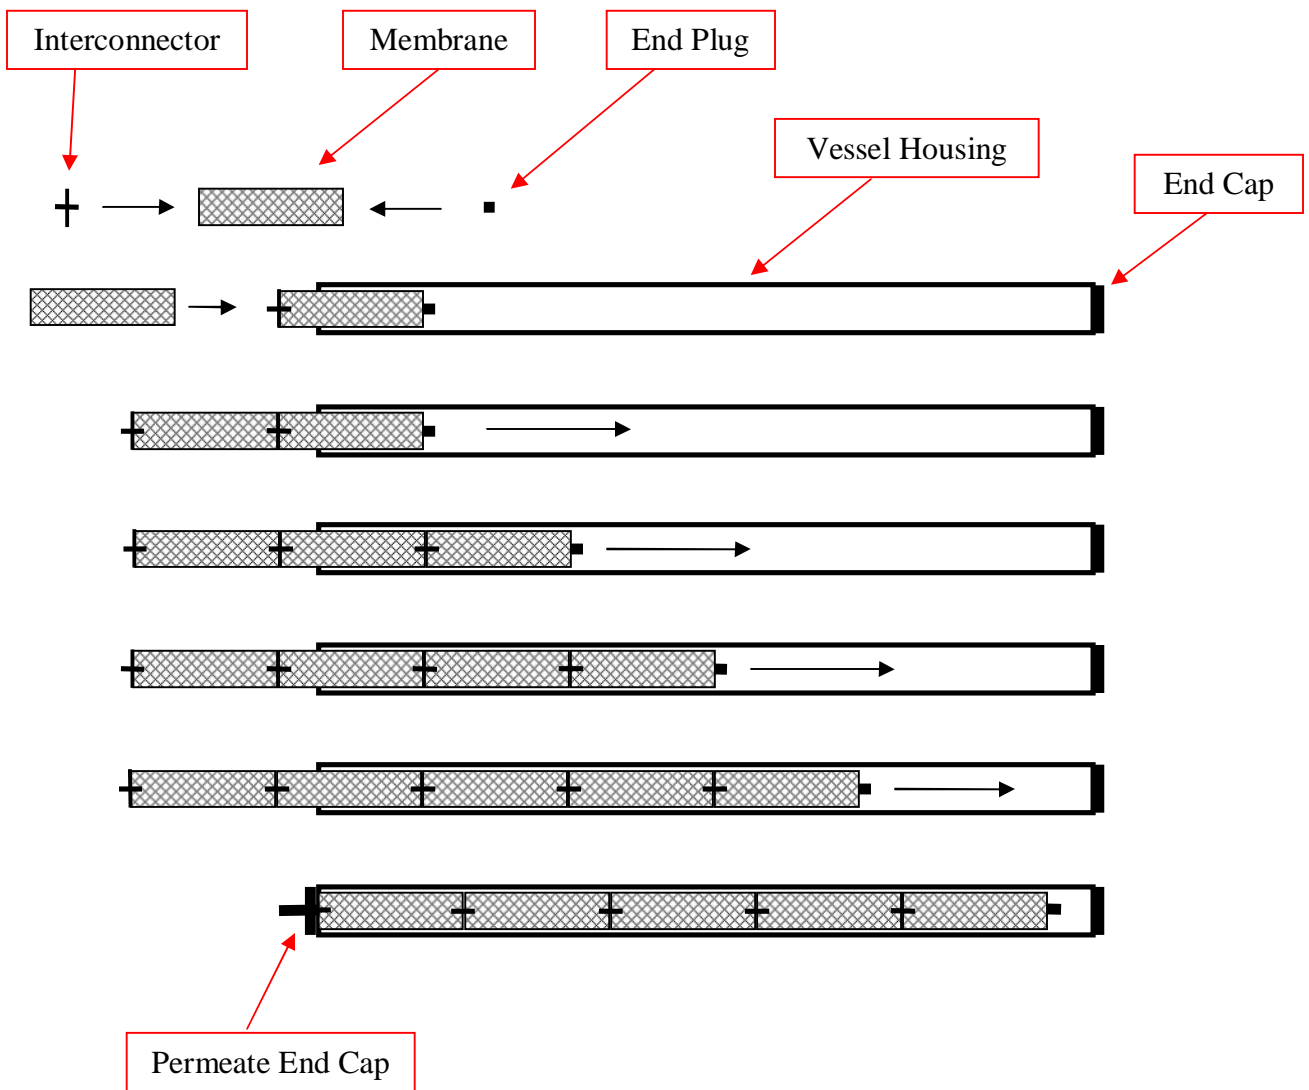 Interconnector
Membrane
End Plug
Vessel Housing
End Cap
Permeate End Cap